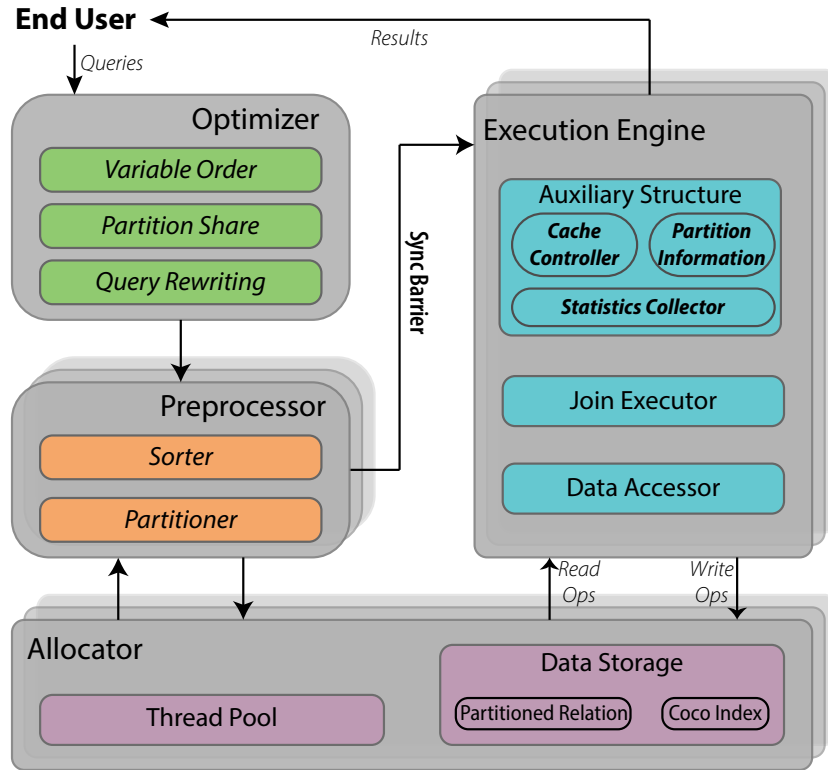 End User
Results
Queries
Optimizer
Variable Order
Partition Share
Query Rewriting
Preprocessor
Sorter
Partitioner
Sync Barrier
Execution Engine
Auxiliary Structure
Cache
Controller
Partition
Information
Statistics Collector
Join Executor
Data Accessor
Read
Ops
Write
Ops
Allocator
Thread Pool
Data Storage
Partitioned Relation
Coco Index